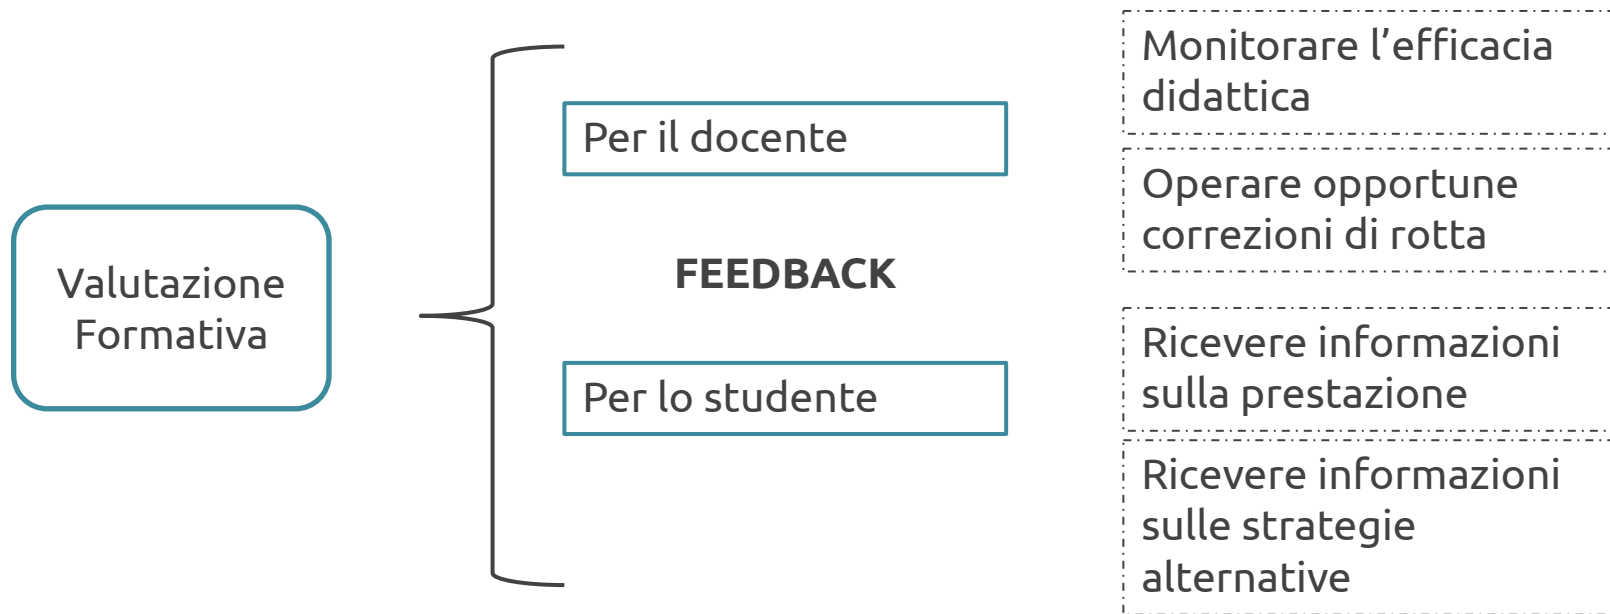 Valutazione
Formativa
Per il docente
FEEDBACK
Per lo studente
Monitorare l’efficacia
didattica
Operare opportune
correzioni di rotta
Ricevere informazioni
sulla prestazione
Ricevere informazioni
sulle strategie
alternative